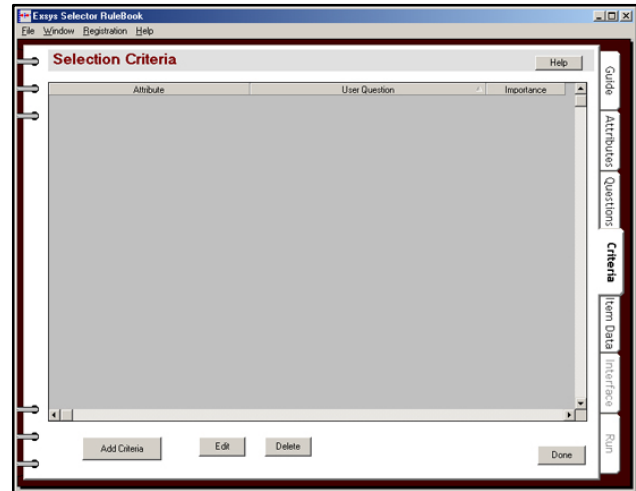 Exsys Selector RuleBook
File Window Registration Help
Selection Criteria
Help
Attribute User Question Importance
Guide
Attributes
Questions
Criteria
Item Data
Interface
Run
Add Criteria Edit Delete
Done